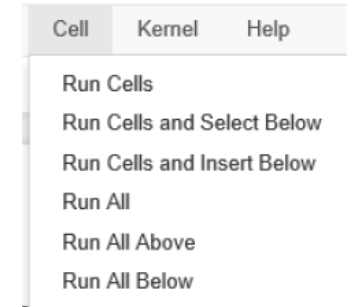 Cell Kernel Help
Run Cells
Run Cells and Select Below
Run Cells and Insert Below
Run All
Run All Above
Run All Below